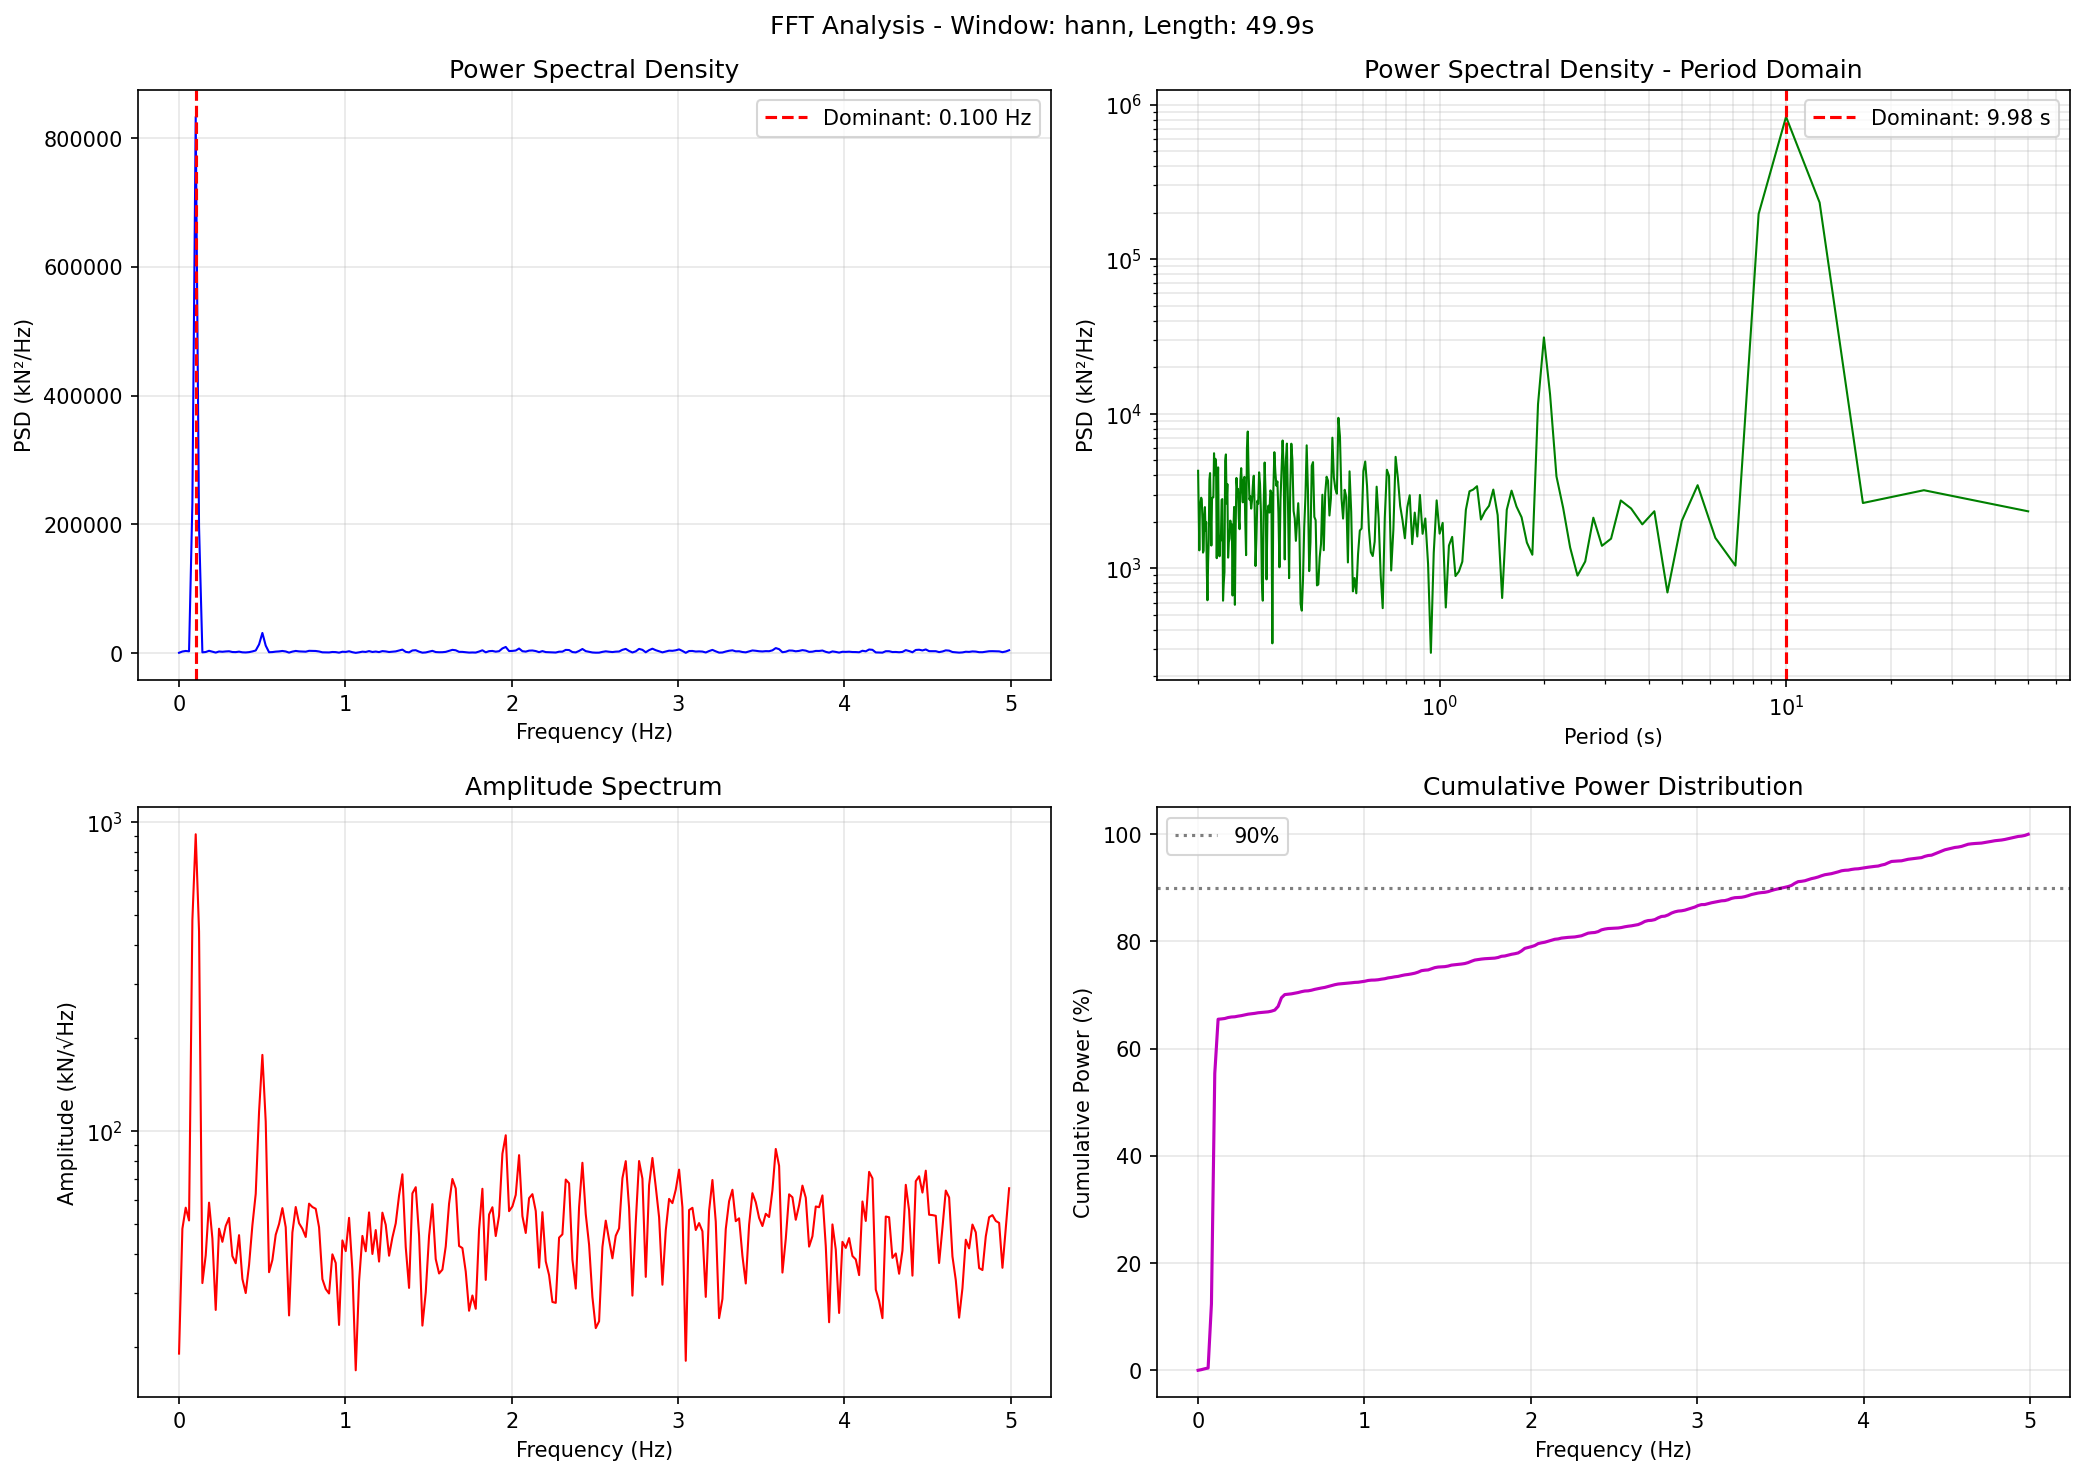 FFT Analysis - Window: hann, Length: 49.9s
Power Spectral Density
Dominant: 0.100 Hz
PSD (kN²/Hz)
800000
600000
400000
200000
0
0 1 2 3 4 5
Frequency (Hz)
Power Spectral Density - Period Domain
Dominant: 9.98 s
PSD (kN²/Hz)
10⁶
10⁵
10⁴
10³
10⁰ 10¹
Period (s)
Amplitude Spectrum
Amplitude (kN/√Hz)
10³
10²
0 1 2 3 4 5
Frequency (Hz)
Cumulative Power Distribution
90%
Cumulative Power (%)
100
80
60
40
20
0
0 1 2 3 4 5
Frequency (Hz)